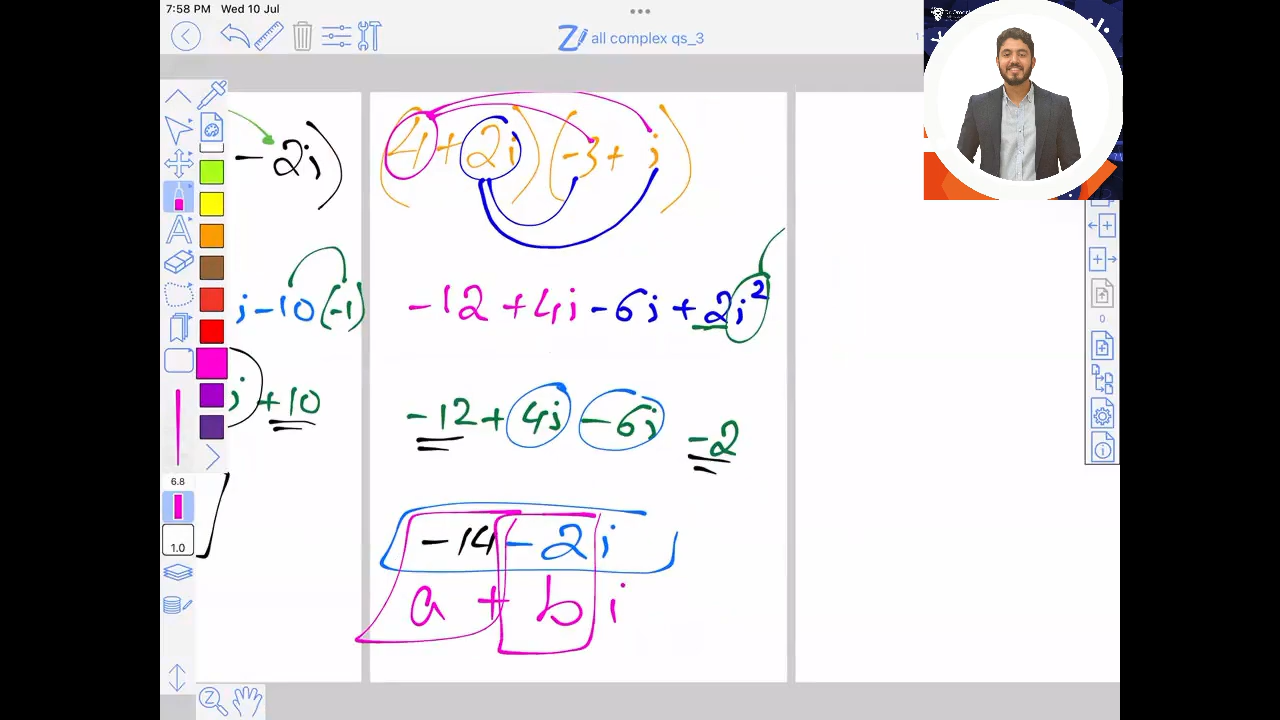 7:58 PM Wed 10 Jul
all complex qs_3
- 2i)
i - 10 (-1)
i + 10
(4 + 2i) (-3 + i)
-12 + 4i - 6i + 2i²
-12 + 4i - 6i - 2
-14 - 2i
a + b i
6.8
1.0
0